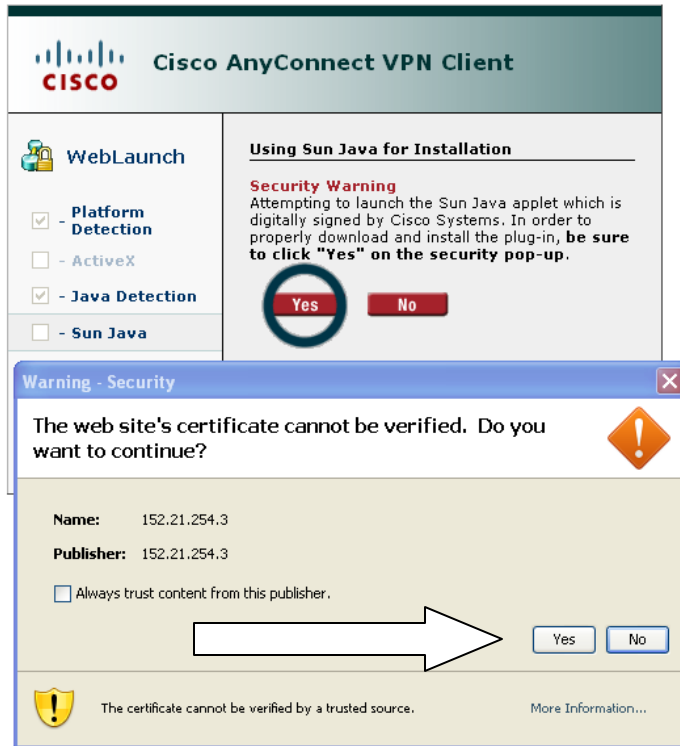 CISCO
Cisco AnyConnect VPN Client
WebLaunch
- Platform
Detection
- ActiveX
- Java Detection
- Sun Java
Using Sun Java for Installation
Security Warning
Attempting to launch the Sun Java applet which is
digitally signed by Cisco Systems. In order to
properly download and install the plug-in, be sure
to click "Yes" on the security pop-up.
Yes
No
Warning - Security
The web site's certificate cannot be verified. Do you
want to continue?
Name: 152.21.254.3
Publisher: 152.21.254.3
Always trust content from this publisher.
Yes
No
The certificate cannot be verified by a trusted source.
More Information...